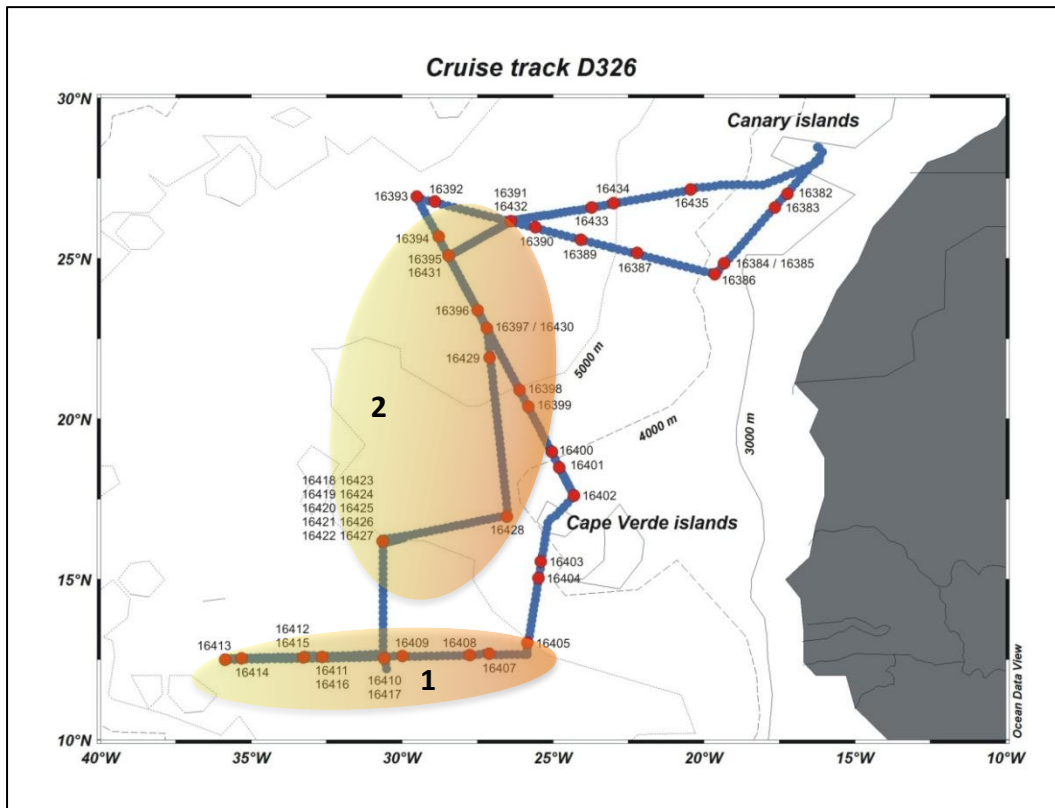 Cruise track D326
30°N
Canary islands
16391
16392
16434
16393
16432
16382
16435
16383
16433
16394
16390
16389
16395
16384 / 16385
25°N
16431
16387
16386
16396
16397 / 16430
16429
5000 m
16398
2
16399
20°N
4000 m
3000 m
16400
16401
16418 16423
16402
16419 16424
16420 16425
Cape Verde islands
16421 16426
16428
16422 16427
16403
15°N
16404
16412
16413
16415
16409
16408
16405
16414
16411
16407
16410
1
16416
16417
Ocean Data View
10°N
40°W
35°W
30°W
25°W
20°W
15°W
10°W